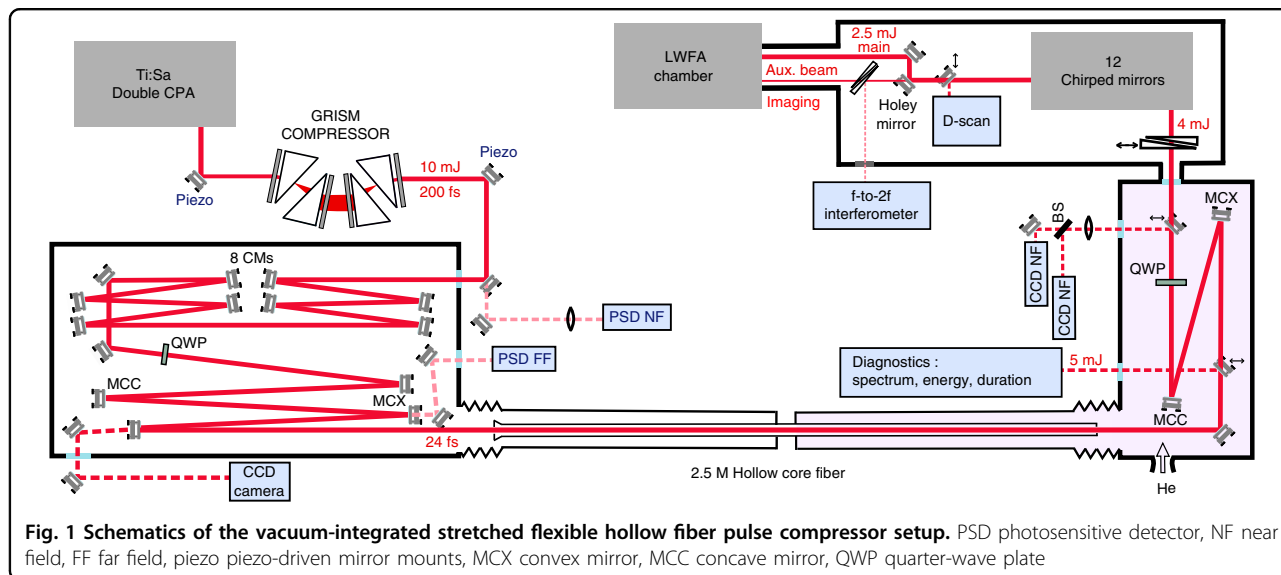 Ti:Sa
Double CPA
Piezo
GRISM
COMPRESSOR
10 mJ
200 fs
Piezo
LWFA
chamber
2.5 mJ
main
Aux. beam
Imaging
Holey
mirror
D-scan
12
Chirped mirrors
4 mJ
f-to-2f
interferometer
8 CMs
QWP
MCC
MCX
PSD NF
PSD FF
24 fs
CCD
camera
2.5 M Hollow core fiber
BS
CCD NF
CCD NF
QWP
MCX
Diagnostics :
spectrum, energy, duration
5 mJ
MCC
He
Fig. 1 Schematics of the vacuum-integrated stretched flexible hollow fiber pulse compressor setup. PSD photosensitive detector, NF near
field, FF far field, piezo piezo-driven mirror mounts, MCX convex mirror, MCC concave mirror, QWP quarter-wave plate